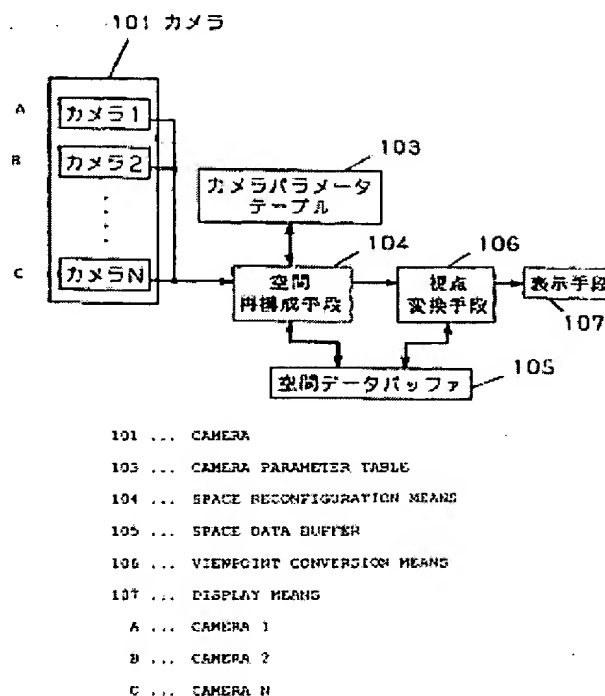 101 カメラ
A
カメラ1
B
カメラ2
C
カメラN
103
カメラパラメータ
テーブル
104
空間
再構成手段
106
視点
変換手段
表示手段
107
空間データバッファ
105
101 ... CAMERA
103 ... CAMERA PARAMETER TABLE
104 ... SPACE RECONFIGURATION MEANS
105 ... SPACE DATA BUFFER
106 ... VIEWPOINT CONVERSION MEANS
107 ... DISPLAY MEANS
A ... CAMERA 1
B ... CAMERA 2
C ... CAMERA N